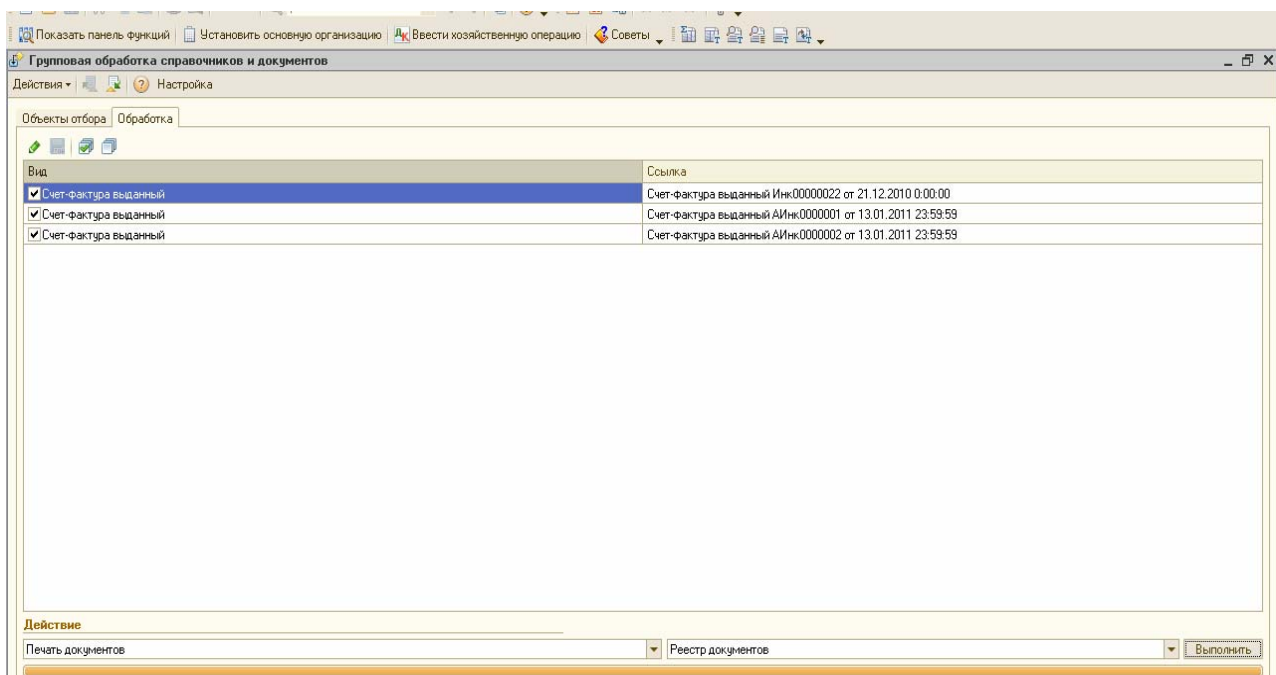 Показать панель функций Установить основную организацию Ввести хозяйственную операцию Советы
Групповая обработка справочников и документов
Действия Настройка
Объекты отбора Обработка
Вид Ссылка
Счет-фактура выданный Счет-фактура выданный Инк00000022 от 21.12.2010 0:00:00
Счет-фактура выданный Счет-фактура выданный АИнк0000001 от 13.01.2011 23:59:59
Счет-фактура выданный Счет-фактура выданный АИнк0000002 от 13.01.2011 23:59:59
Действие
Печать документов Реестр документов Выполнить